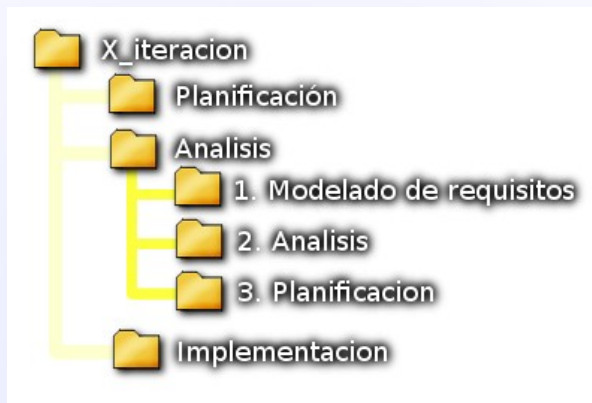 X_iteracion
Planificación
Analisis
1. Modelado de requisitos
2. Analisis
3. Planificacion
Implementacion